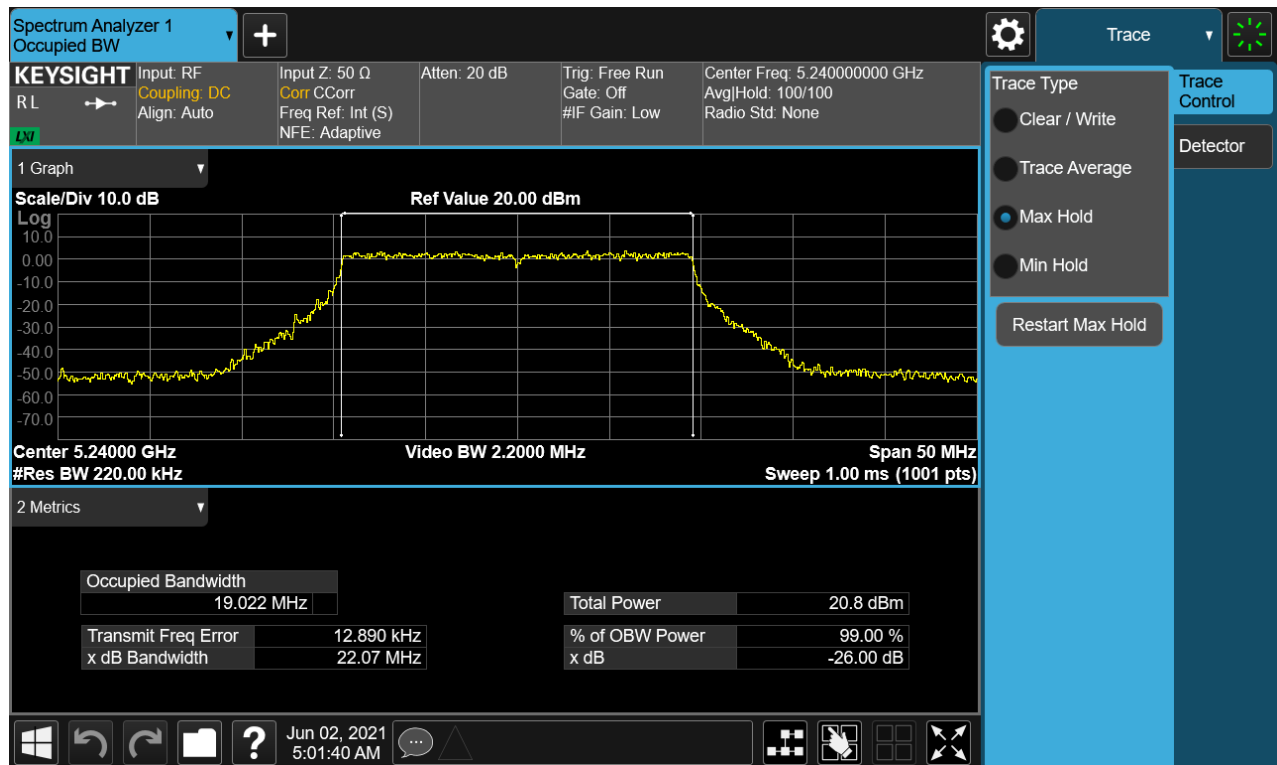 Spectrum Analyzer 1
Occupied BW
Trace
KEYSIGHT
R L
LXI
Input: RF
Coupling: DC
Align: Auto
Input Z: 50 Ω
Corr CCorr
Freq Ref: Int (S)
NFE: Adaptive
Atten: 20 dB
Trig: Free Run
Gate: Off
#IF Gain: Low
Center Freq: 5.240000000 GHz
Avg|Hold: 100/100
Radio Std: None
Trace Type
Clear / Write
Trace Average
Max Hold
Min Hold
Restart Max Hold
Trace
Control
Detector
1 Graph
Scale/Div 10.0 dB
Ref Value 20.00 dBm
Log
10.0
0.00
-10.0
-20.0
-30.0
-40.0
-50.0
-60.0
-70.0
Center 5.24000 GHz
Video BW 2.2000 MHz
Span 50 MHz
#Res BW 220.00 kHz
Sweep 1.00 ms (1001 pts)
2 Metrics
Occupied Bandwidth
19.022 MHz
Total Power 20.8 dBm
Transmit Freq Error 12.890 kHz
% of OBW Power 99.00 %
x dB Bandwidth 22.07 MHz
x dB -26.00 dB
?
Jun 02, 2021
5:01:40 AM